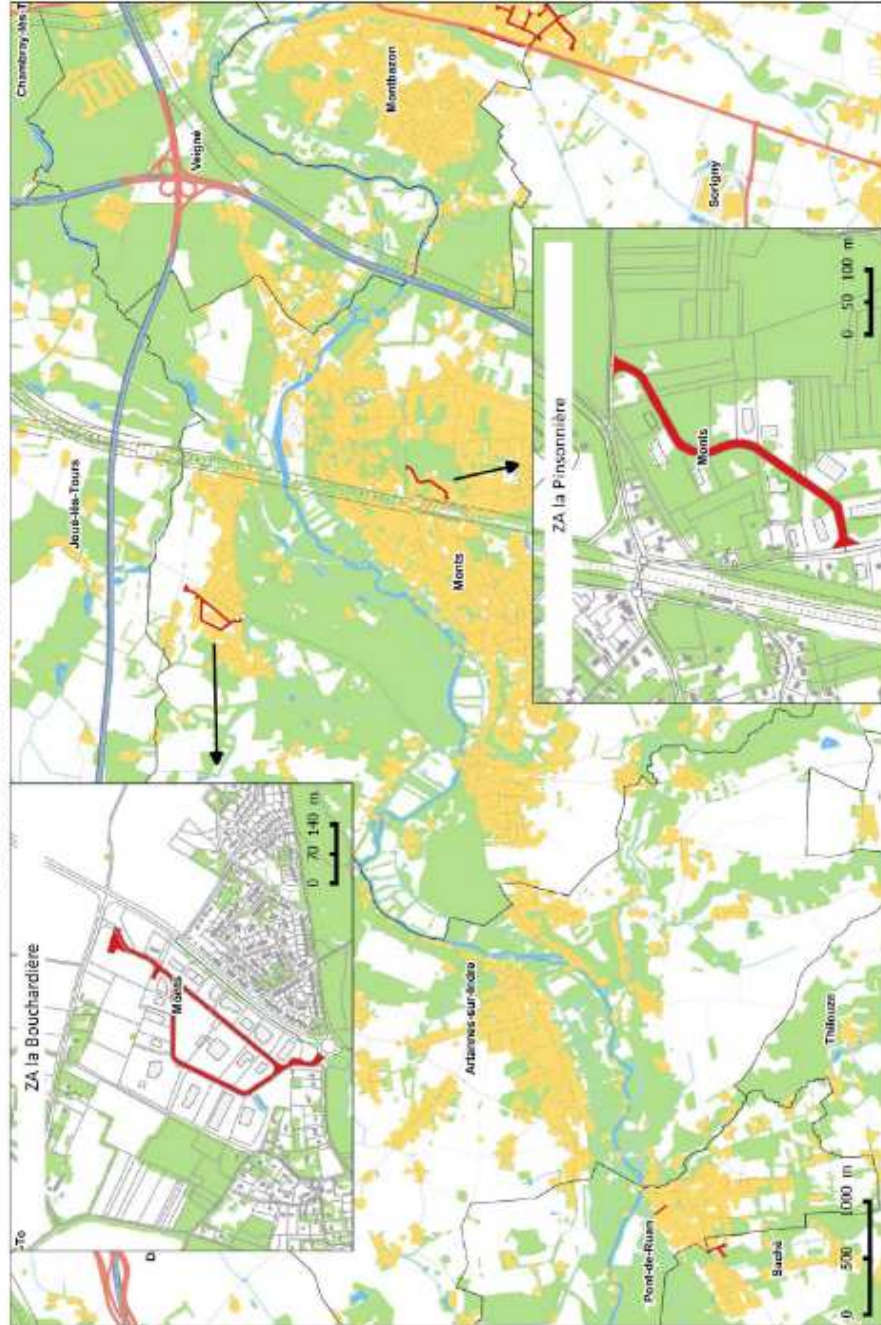 Chambray-lès-T
Veigné
Montbazon
Sorigny
Joué-lès-Tours
Monts
ZA la Pinsonnière
Monts
0 50 100 m
ZA la Bouchardière
Monts
0 70 140 m
Artannes-sur-Indre
Thilouze
Pont-de-Ruan
Saché
-To
D
0 500 1000 m